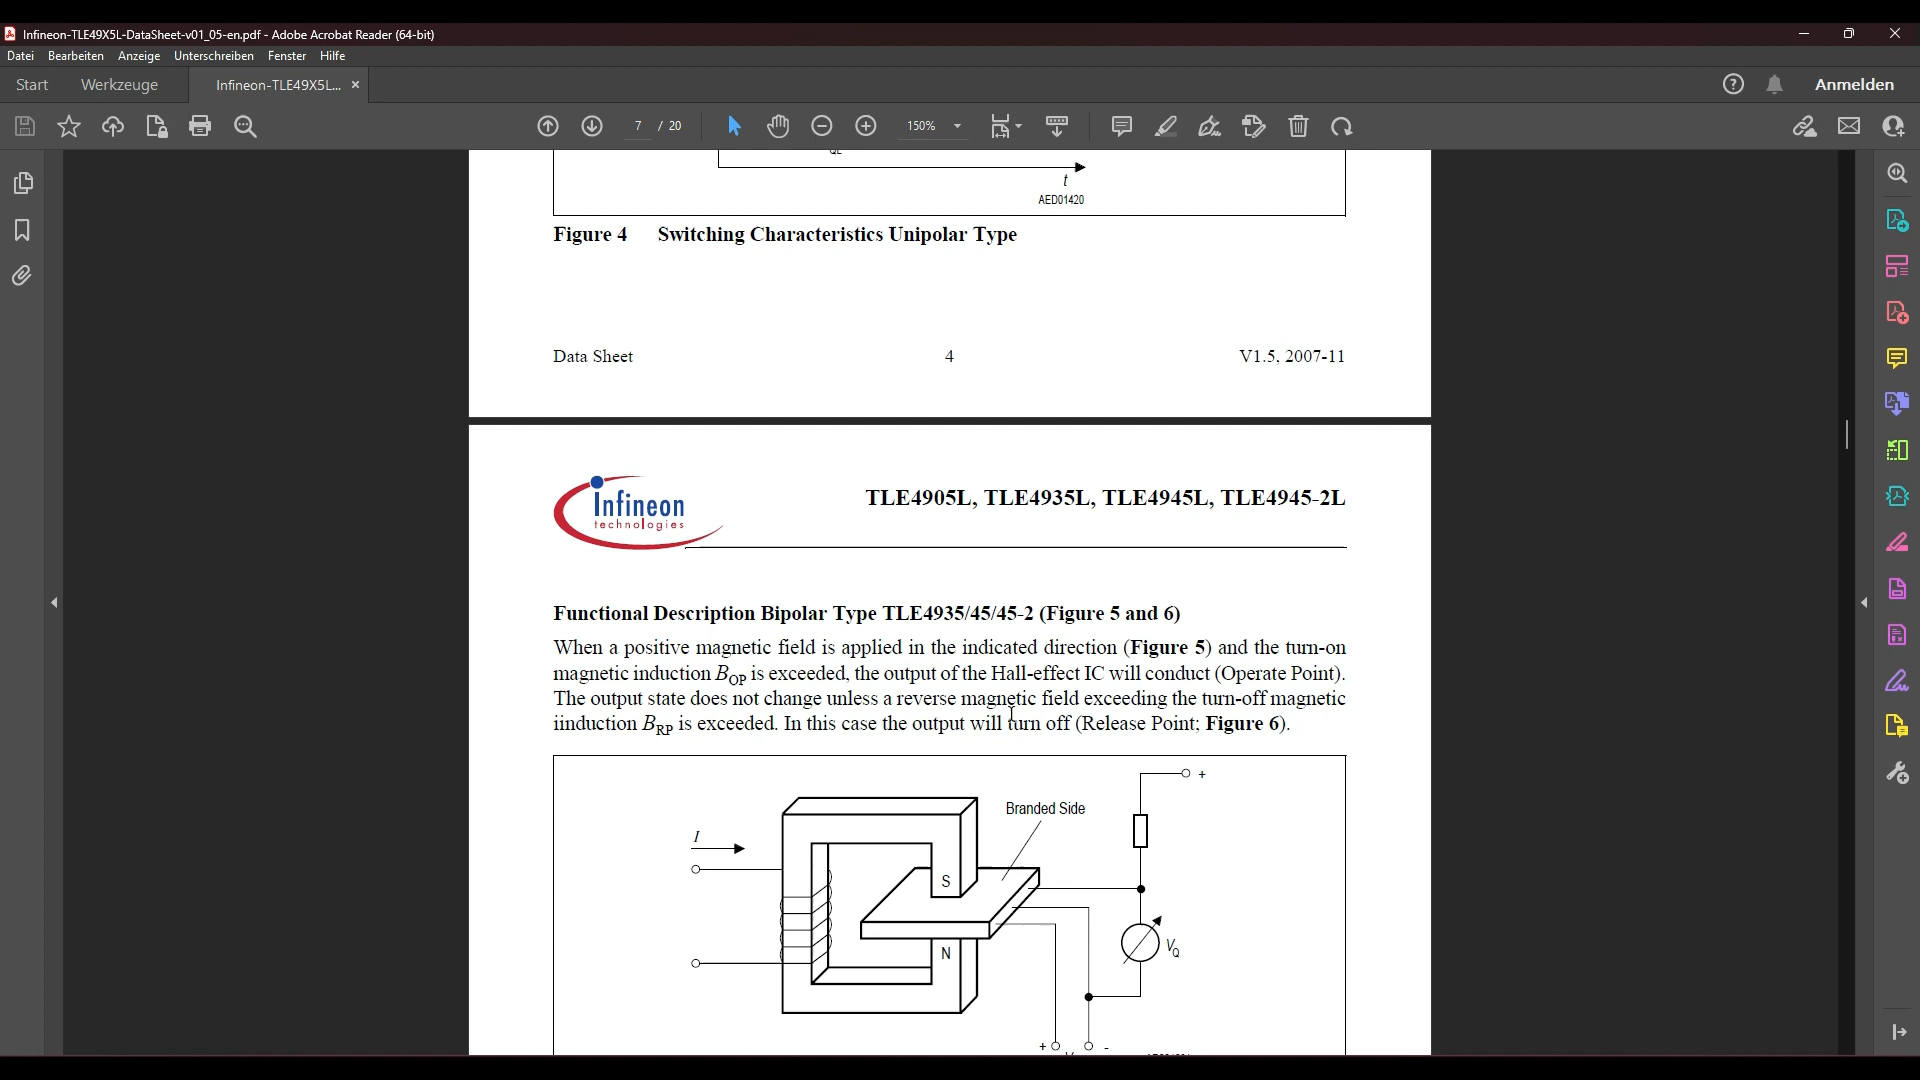 Infineon-TLE49X5L-DataSheet-v01_05-en.pdf - Adobe Acrobat Reader (64-bit)
Datei Bearbeiten Anzeige Unterschreiben Fenster Hilfe
Start Werkzeuge Infineon-TLE49X5L... × Anmelden
7 / 20 150%
t
AED01420
Figure 4 Switching Characteristics Unipolar Type
Data Sheet 4 V1.5, 2007-11
Infineon
technologies
TLE4905L, TLE4935L, TLE4945L, TLE4945-2L
Functional Description Bipolar Type TLE4935/45/45-2 (Figure 5 and 6)
When a positive magnetic field is applied in the indicated direction (Figure 5) and the turn-on
magnetic induction BOP is exceeded, the output of the Hall-effect IC will conduct (Operate Point).
The output state does not change unless a reverse magnetic field exceeding the turn-off magnetic
iinduction BRP is exceeded. In this case the output will turn off (Release Point; Figure 6).
+
Branded Side
I
S
N
VQ
+ -